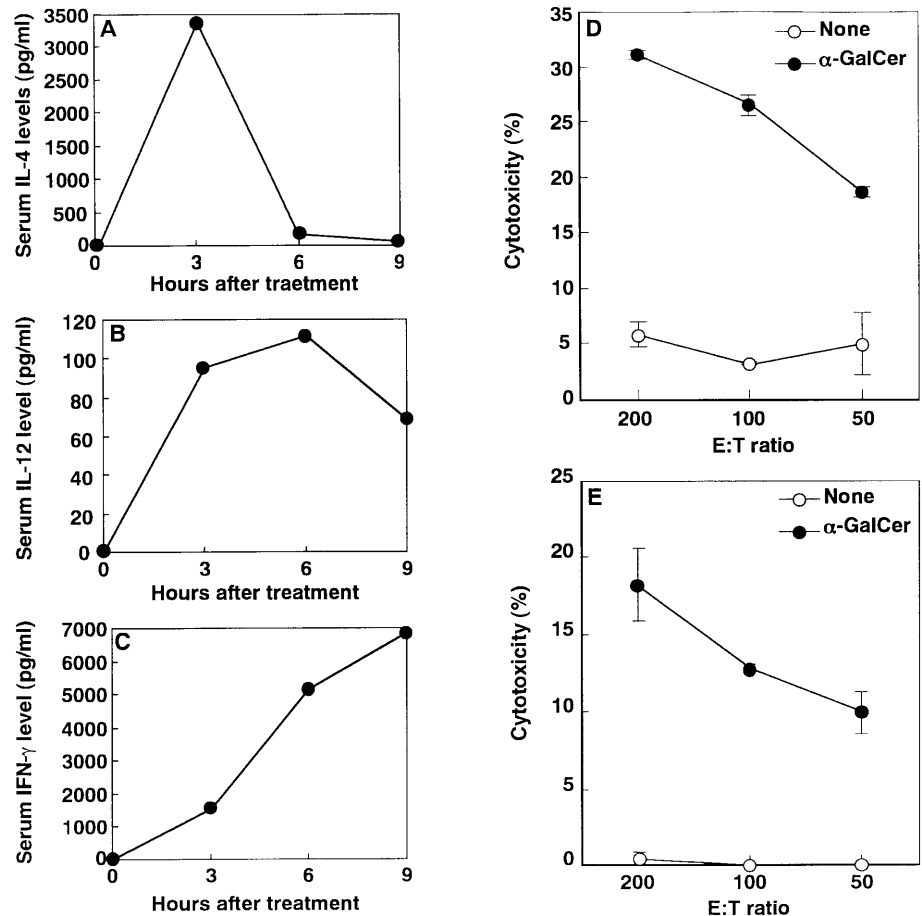 A
Serum IL-4 levels (pg/ml)
3500
3000
2500
2000
1500
1000
500
0
0 3 6 9
Hours after traetment
B
Serum IL-12 level (pg/ml)
120
100
80
60
40
20
0
0 3 6 9
Hours after treatment
C
Serum IFN-γ level (pg/ml)
7000
6000
5000
4000
3000
2000
1000
0
0 3 6 9
Hours after treatment
D
None
α-GalCer
Cytotoxicity (%)
35
30
25
20
15
10
5
0
200 100 50
E:T ratio
E
None
α-GalCer
Cytotoxicity (%)
25
20
15
10
5
0
200 100 50
E:T ratio